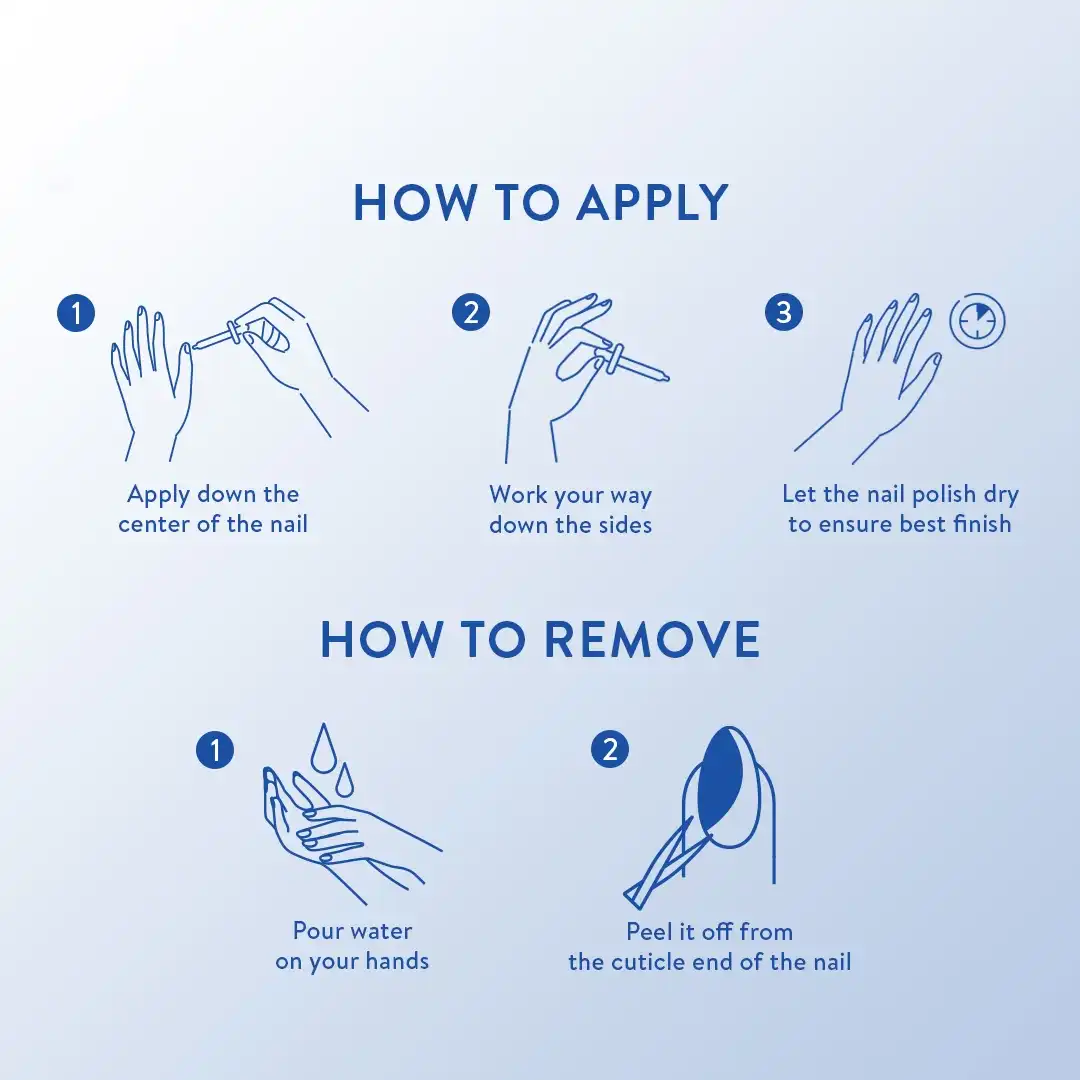 HOW TO APPLY
1
2
3
Apply down the
center of the nail
Work your way
down the sides
Let the nail polish dry
to ensure best finish
HOW TO REMOVE
1
2
Pour water
on your hands
Peel it off from
the cuticle end of the nail